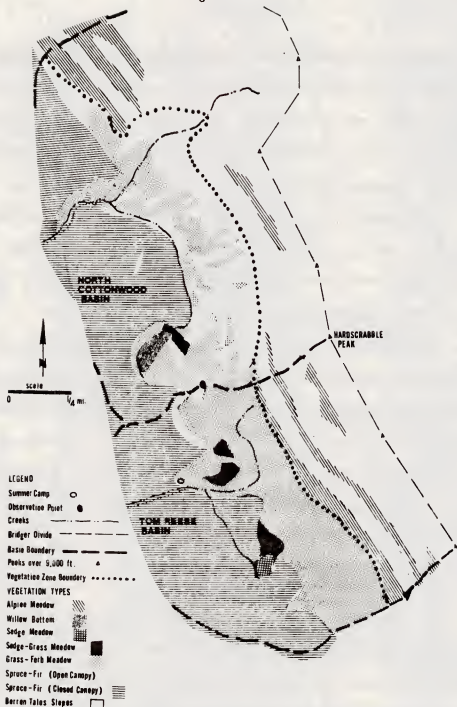 NORTH
COTTONWOOD
BASIN
HARDSCRABBLE
PEAK
N
scale
0 1/4 mi.
TOM REESE
BASIN
LEGEND
Summer Camp
Observation Point
Creeks
Bridger Divide
Basin Boundary
Peaks over 9,000 ft.
Vegetation Zone Boundary
VEGETATION TYPES
Alpine Meadow
Willow Bottom
Sedge Meadow
Sedge-Grass Meadow
Grass-Forb Meadow
Spruce-Fir (Open Canopy)
Spruce-Fir (Closed Canopy)
Barren Talus Slopes